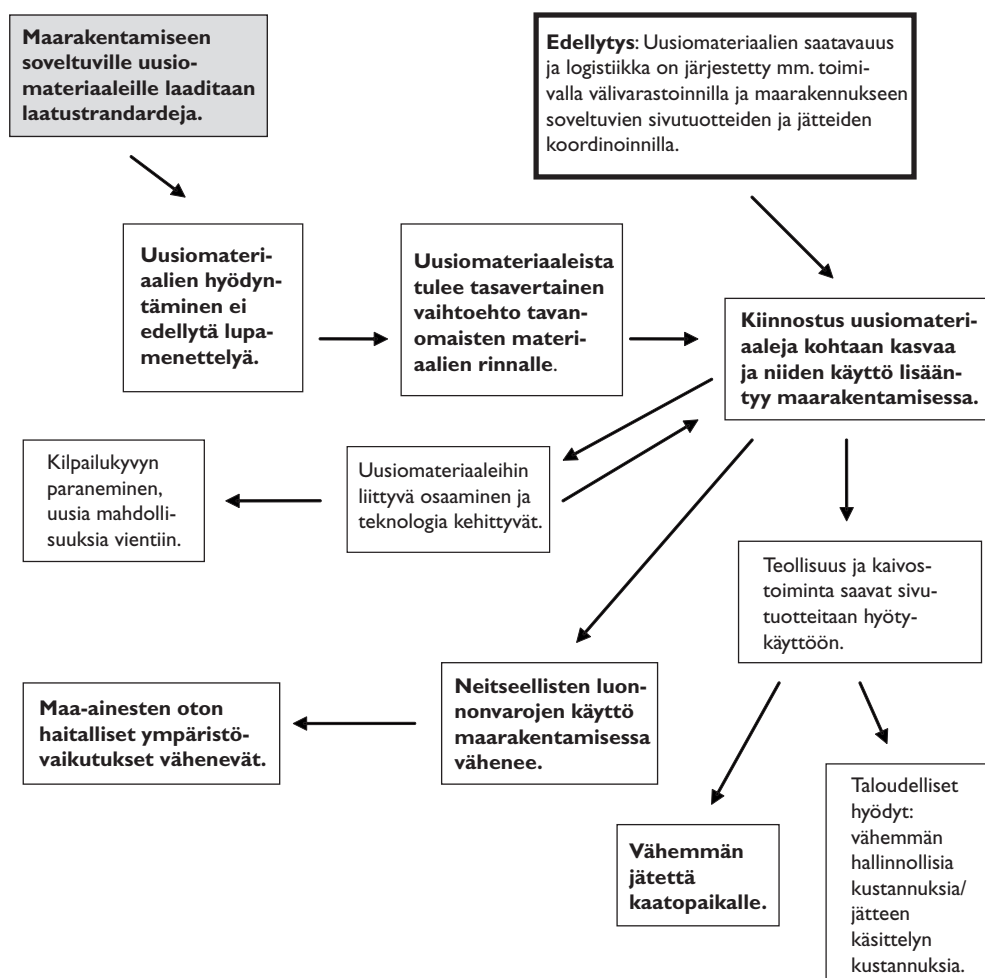 Maarakentamiseen
soveltuville uusio-
materiaaleille laaditaan
laatustrandardeja.
Edellytys: Uusiomateriaalien saatavauus
ja logistiikka on järjestetty mm. toimi-
valla välivarastoinnilla ja maarakennukseen
soveltuvien sivutuotteiden ja jätteiden
koordinoinnilla.
Uusiomateri-
aalien hyödyn-
täminen ei
edellytä lupa-
menettelyä.
Uusiomateriaaleista
tulee tasavertainen
vaihtoehto tavan-
omaisten materi-
aalien rinnalle.
Kiinnostus uusiomateri-
aaleja kohtaan kasvaa
ja niiden käyttö lisään-
tyy maarakentamisessa.
Kilpailukyvyn
paraneminen,
uusia mahdolli-
suuksia vientiin.
Uusiomateriaaleihin
liittyvä osaaminen ja
teknologia kehittyvät.
Teollisuus ja kaivos-
toiminta saavat sivu-
tuotteitaan hyöty-
käyttöön.
Maa-ainesten oton
haitalliset ympäristö-
vaikutukset vähenevät.
Neitseellisten luon-
nonvarojen käyttö
maarakentamisessa
vähenee.
Vähemmän
jätettä
kaatopaikalle.
Taloudelliset
hyödyt:
vähemmän
hallinnollisia
kustannuksia/
jätteen
käsittelyn
kustannuksia.